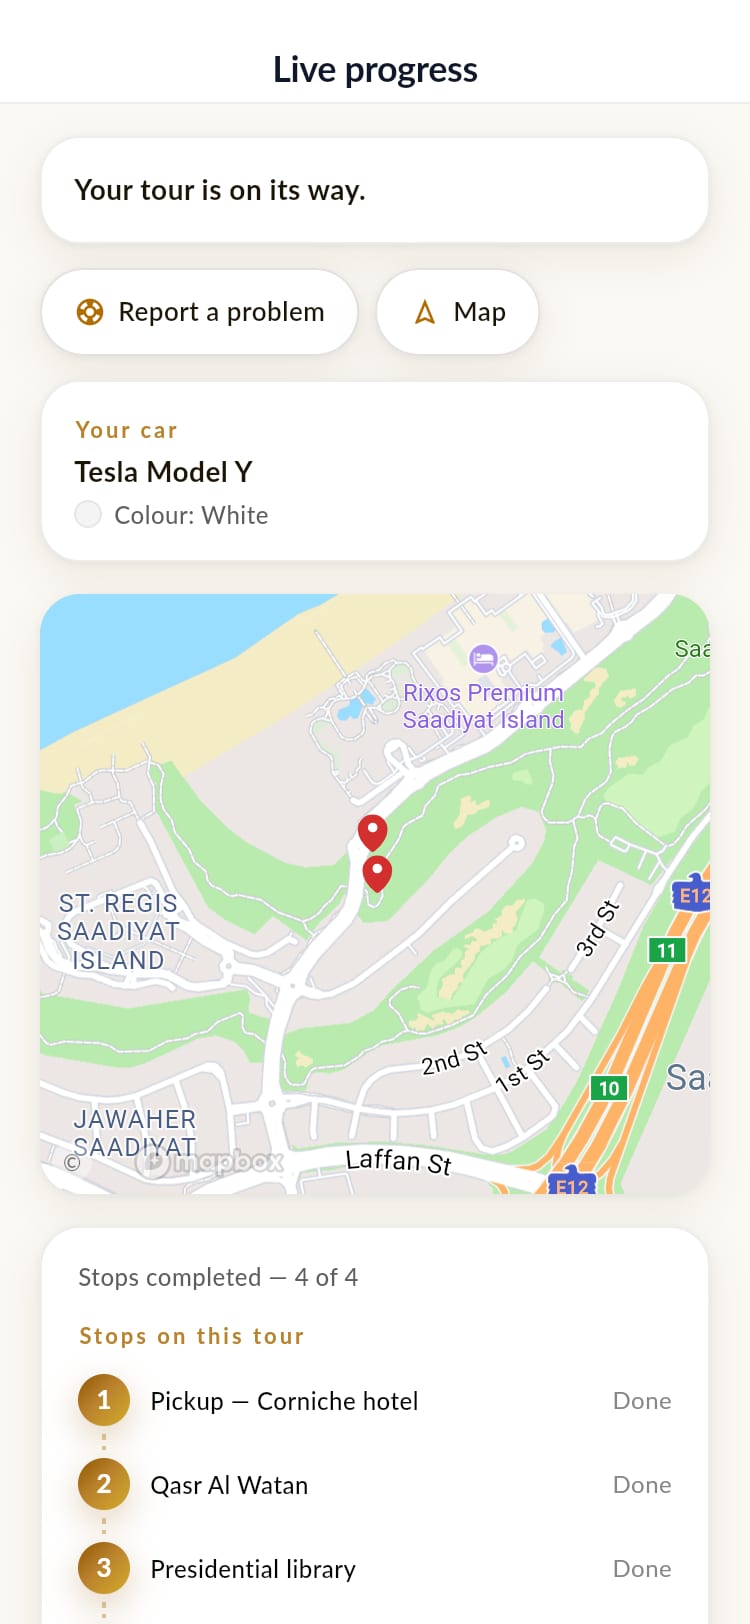 Live progress
Your tour is on its way.
Report a problem
Map
Your car
Tesla Model Y
Colour: White
Rixos Premium
Saadiyat Island
ST. REGIS
SAADIYAT
ISLAND
3rd St
E12
11
2nd St
1st St
10
JAWAHER
SAADIYAT
© mapbox
Laffan St
E12
Stops completed — 4 of 4
Stops on this tour
1 Pickup — Corniche hotel Done
2 Qasr Al Watan Done
3 Presidential library Done